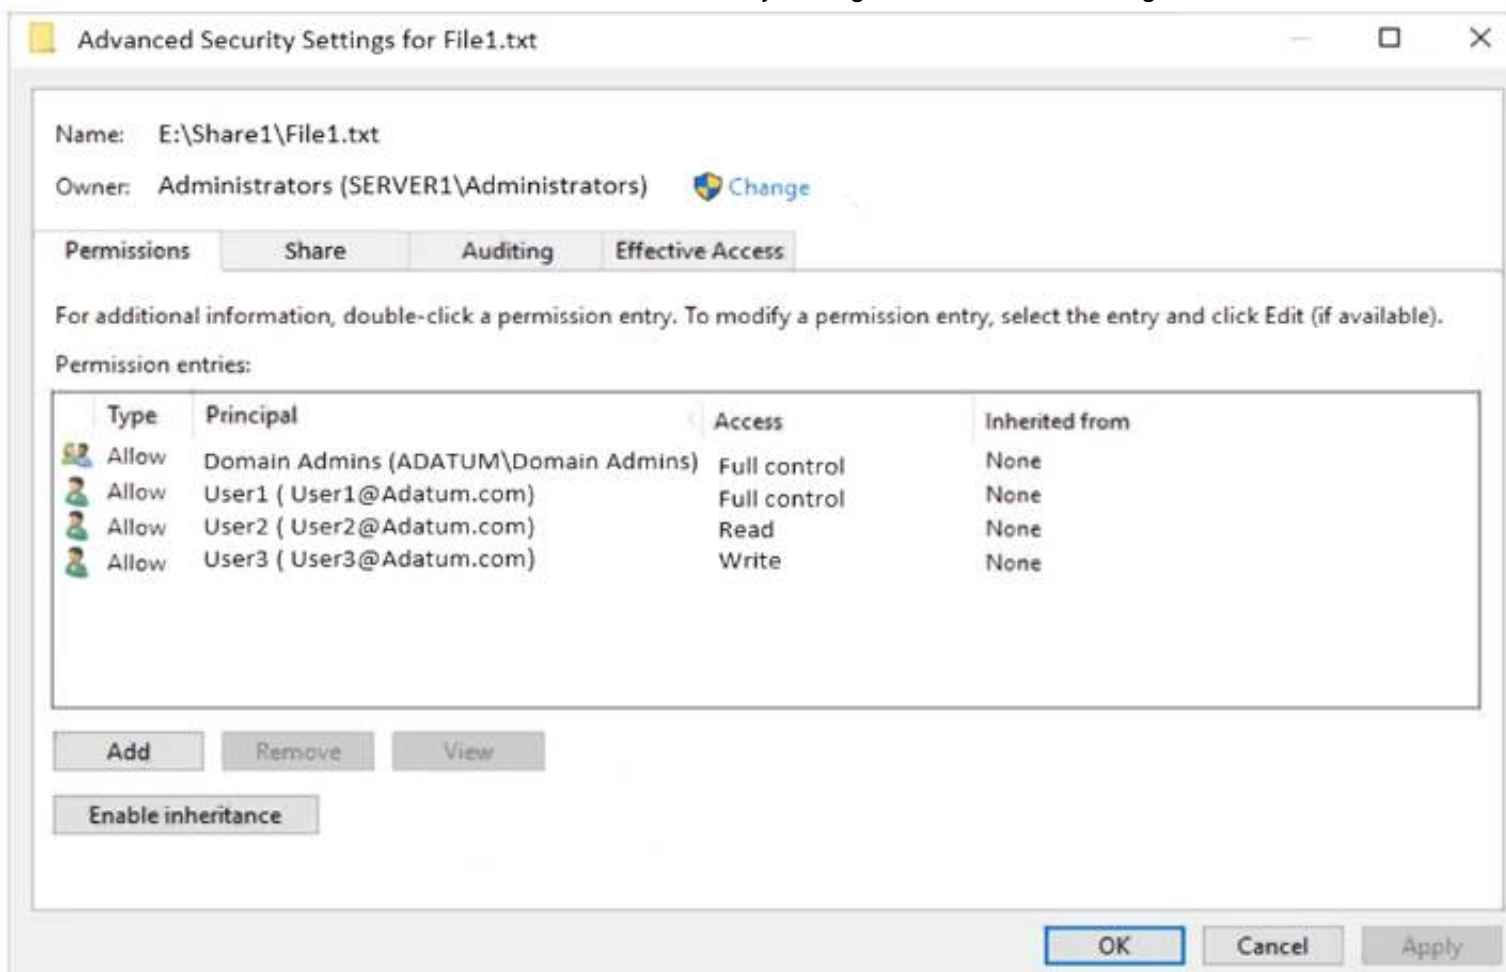 Advanced Security Settings for File1.txt
Name: E:\Share1\File1.txt
Owner: Administrators (SERVER1\Administrators) Change
Permissions Share Auditing Effective Access
For additional information, double-click a permission entry. To modify a permission entry, select the entry and click Edit (if available).
Permission entries:
Type Principal Access Inherited from
Allow Domain Admins (ADATUM\Domain Admins) Full control None
Allow User1 ( User1@Adatum.com) Full control None
Allow User2 ( User2@Adatum.com) Read None
Allow User3 ( User3@Adatum.com) Write None
Add Remove View
Enable inheritance
OK Cancel Apply